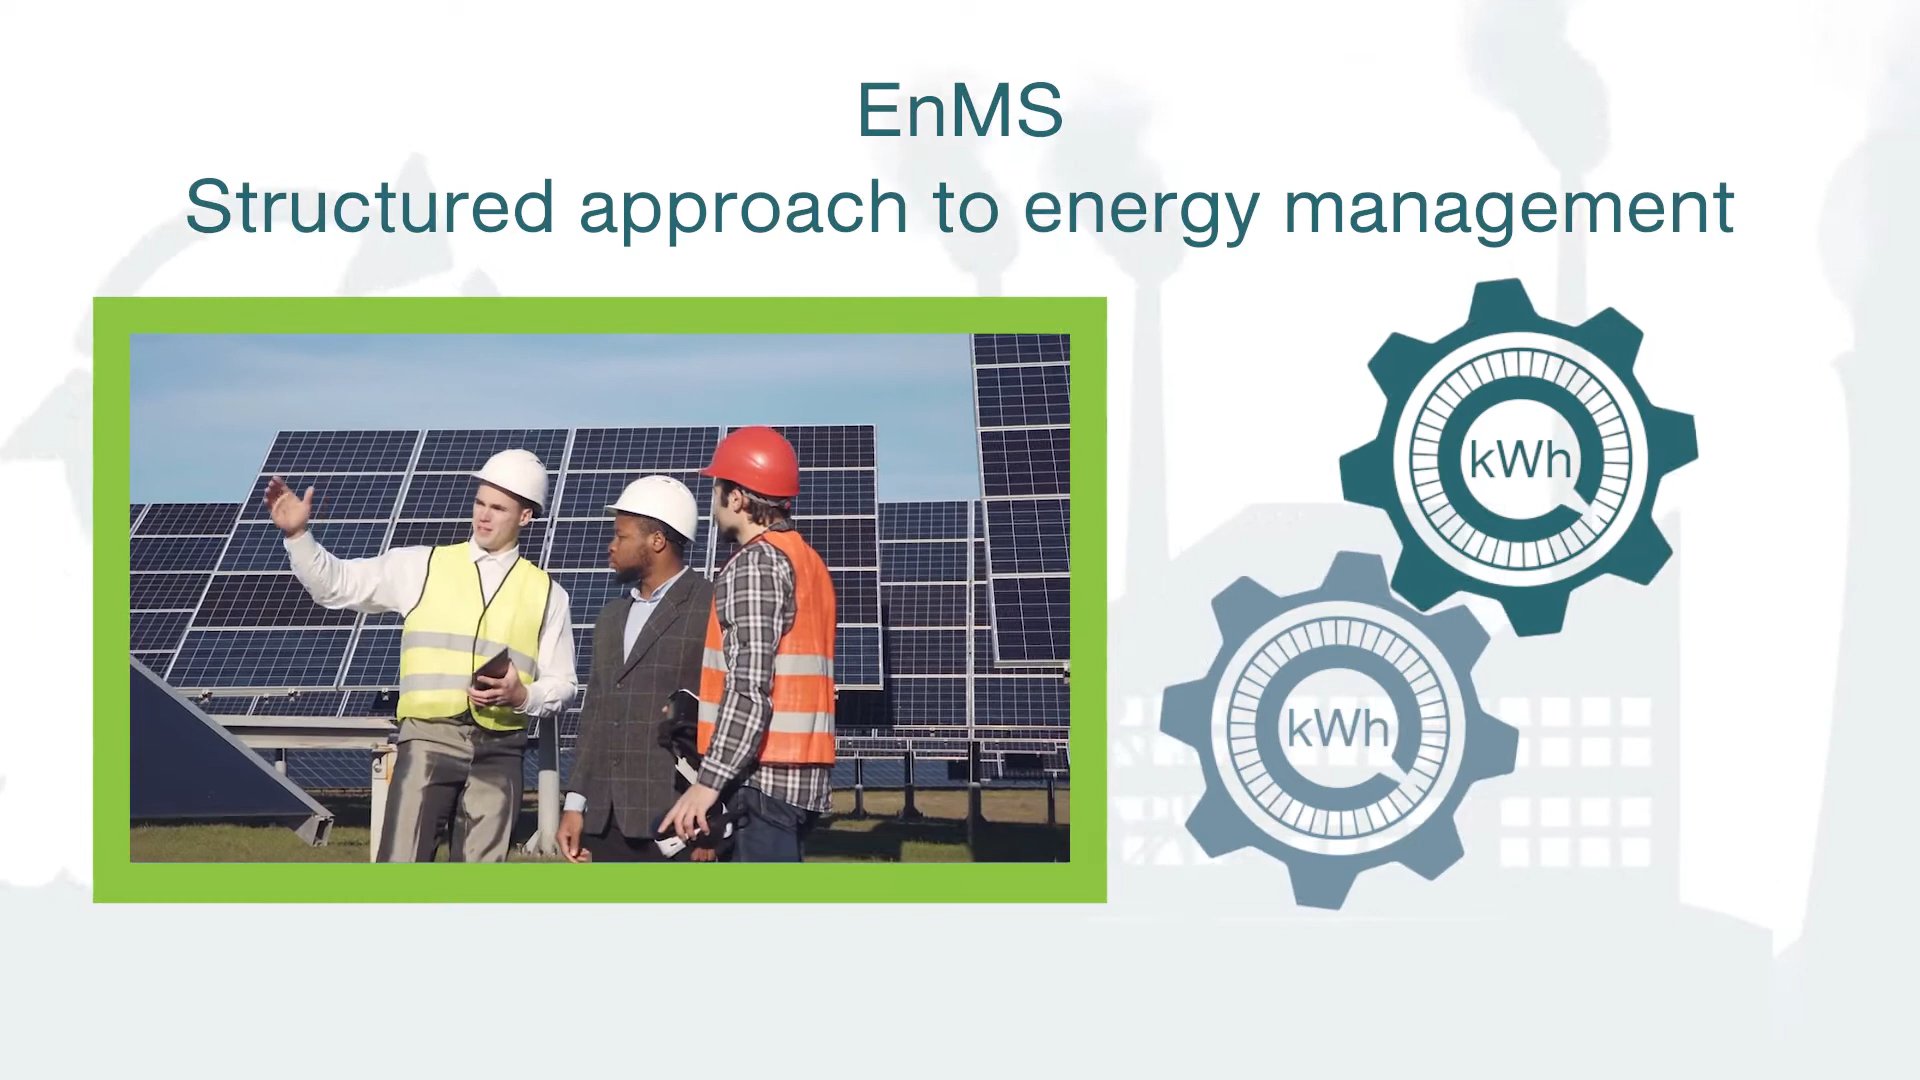 EnMS
Structured approach to energy management
kWh
kWh